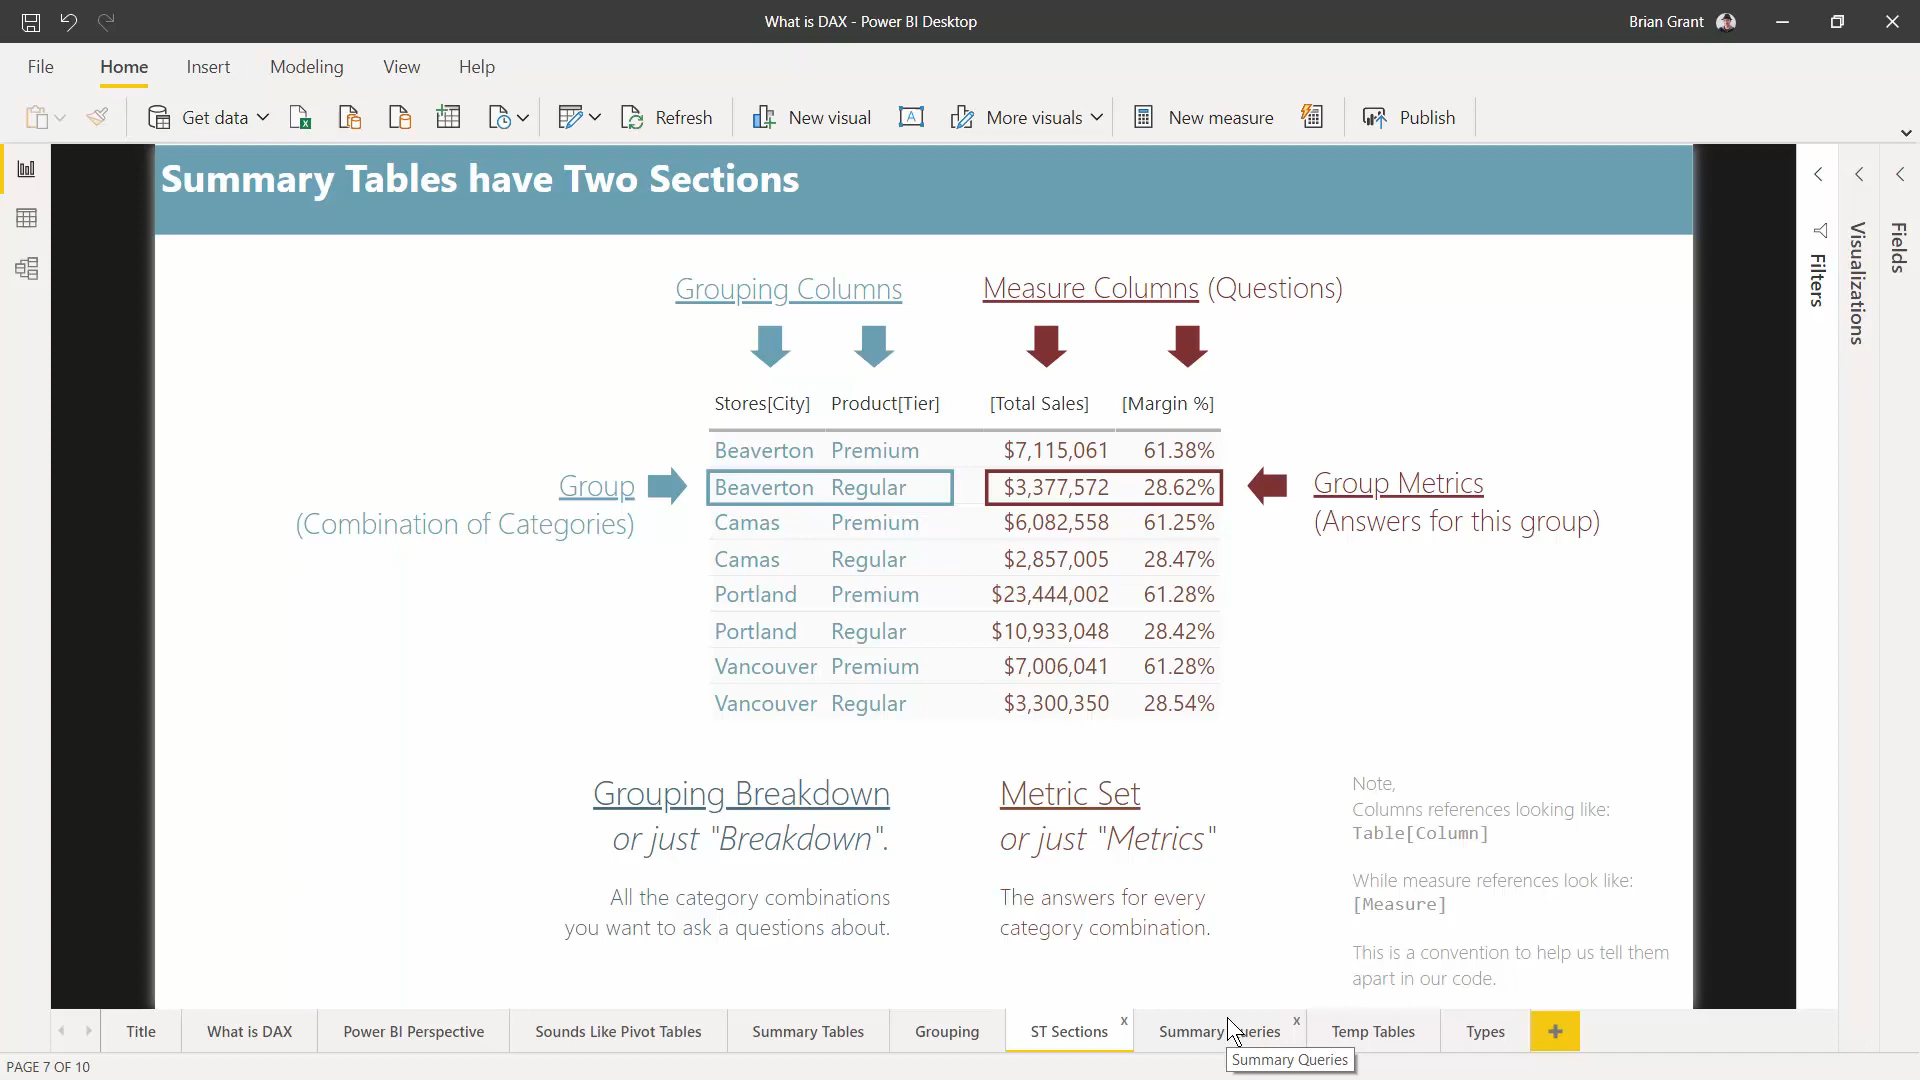 What is DAX - Power BI Desktop
Brian Grant
File Home Insert Modeling View Help
Get data Refresh New visual A More visuals New measure Publish
Summary Tables have Two Sections
Grouping Columns Measure Columns (Questions)
Stores[City] Product[Tier] [Total Sales] [Margin %]
Beaverton Premium $7,115,061 61.38%
Beaverton Regular $3,377,572 28.62%
Camas Premium $6,082,558 61.25%
Camas Regular $2,857,005 28.47%
Portland Premium $23,444,002 61.28%
Portland Regular $10,933,048 28.42%
Vancouver Premium $7,006,041 61.28%
Vancouver Regular $3,300,350 28.54%
Group
(Combination of Categories)
Group Metrics
(Answers for this group)
Grouping Breakdown
or just "Breakdown".
All the category combinations
you want to ask a questions about.
Metric Set
or just "Metrics"
The answers for every
category combination.
Note,
Columns references looking like:
Table[Column]
While measure references look like:
[Measure]
This is a convention to help us tell them
apart in our code.
Filters
Visualizations
Fields
Title What is DAX Power BI Perspective Sounds Like Pivot Tables Summary Tables Grouping ST Sections x Summary Queries x Temp Tables Types +
Summary Queries
PAGE 7 OF 10